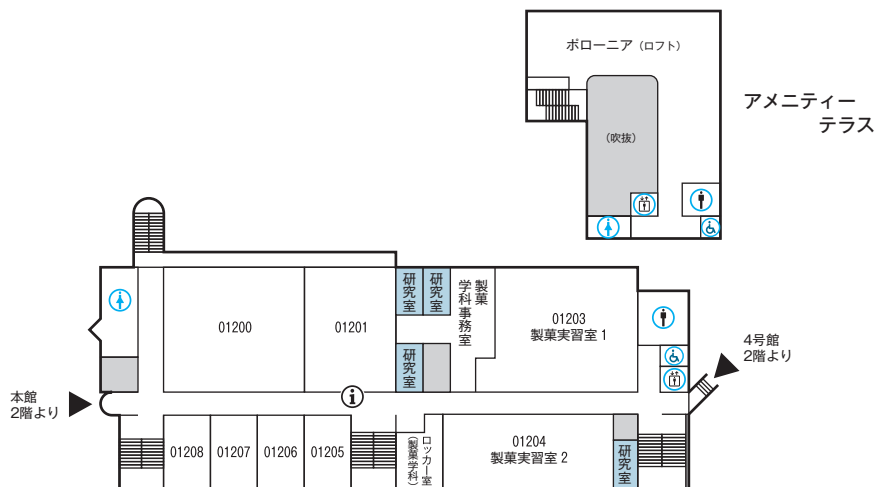 ポローニア（ロフト）
アメニティー
テラス
（吹抜）
研究室
研究室
製菓
学科事務室
01200
01201
01203
製菓実習室 1
研究室
4号館
2階より
本館
2階より
i
01208
01207
01206
01205
ロッカー室
（製菓学科）
01204
製菓実習室 2
研究室